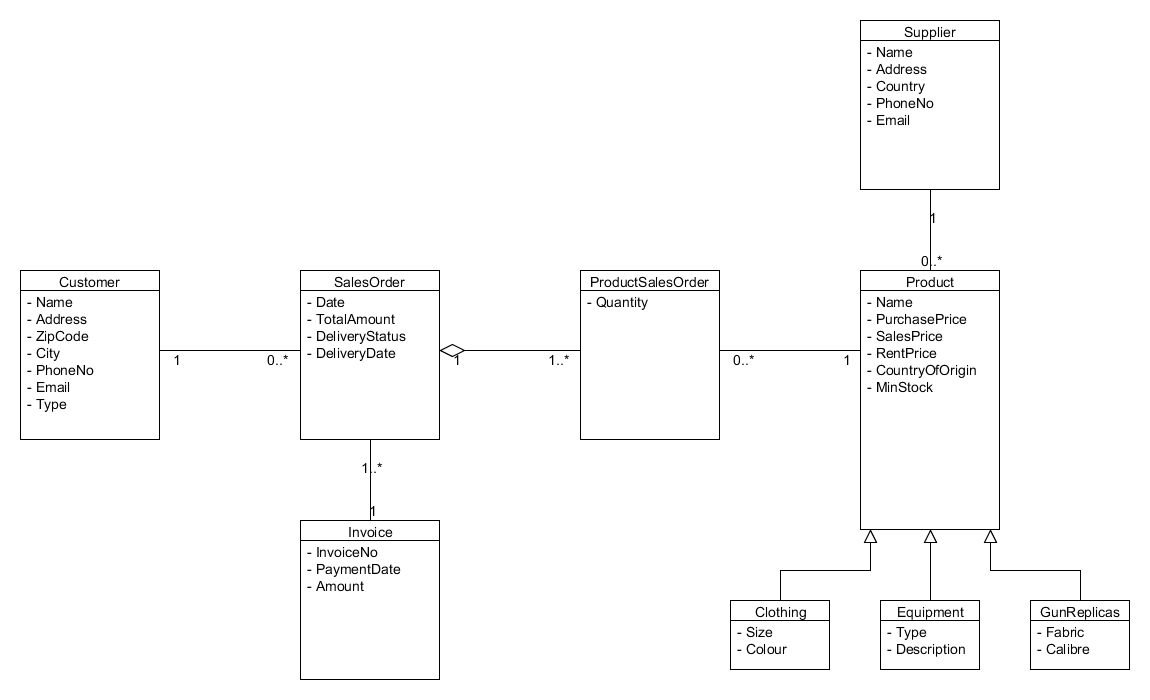 Supplier
- Name
- Address
- Country
- PhoneNo
- Email
1
0..*
Customer
- Name
- Address
- ZipCode
- City
- PhoneNo
- Email
- Type
1
0..*
SalesOrder
- Date
- TotalAmount
- DeliveryStatus
- DeliveryDate
1
1..*
ProductSalesOrder
- Quantity
0..*
1
Product
- Name
- PurchasePrice
- SalesPrice
- RentPrice
- CountryOfOrigin
- MinStock
1..*
1
Invoice
- InvoiceNo
- PaymentDate
- Amount
Clothing
- Size
- Colour
Equipment
- Type
- Description
GunReplicas
- Fabric
- Calibre